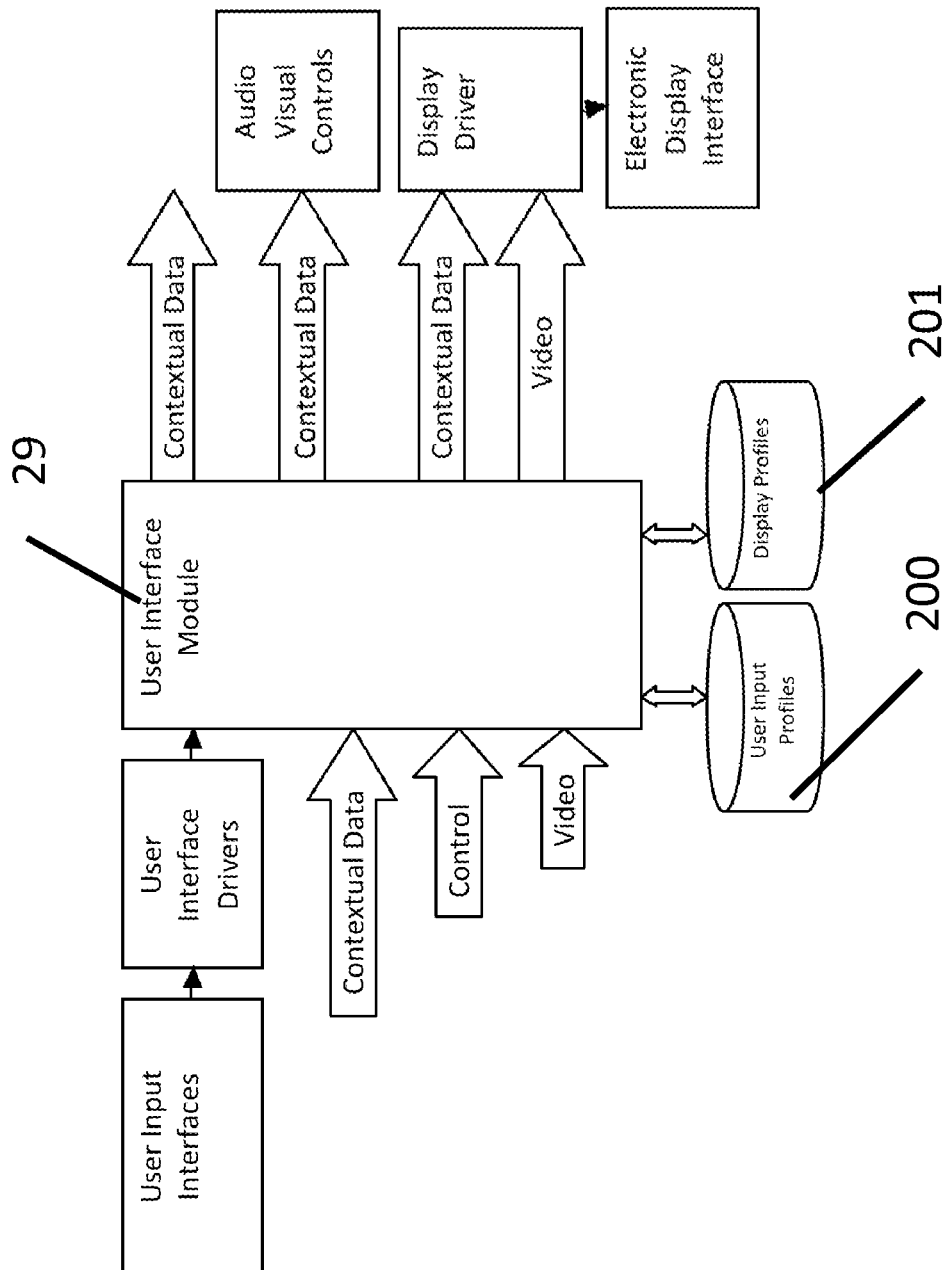 29
User Input
Interfaces
User
Interface
Drivers
User Interface
Module
Contextual Data
Control
Video
Contextual Data
Contextual Data
Contextual Data
Video
Audio
Visual
Controls
Display
Driver
Electronic
Display
Interface
User Input
Profiles
Display Profiles
200
201